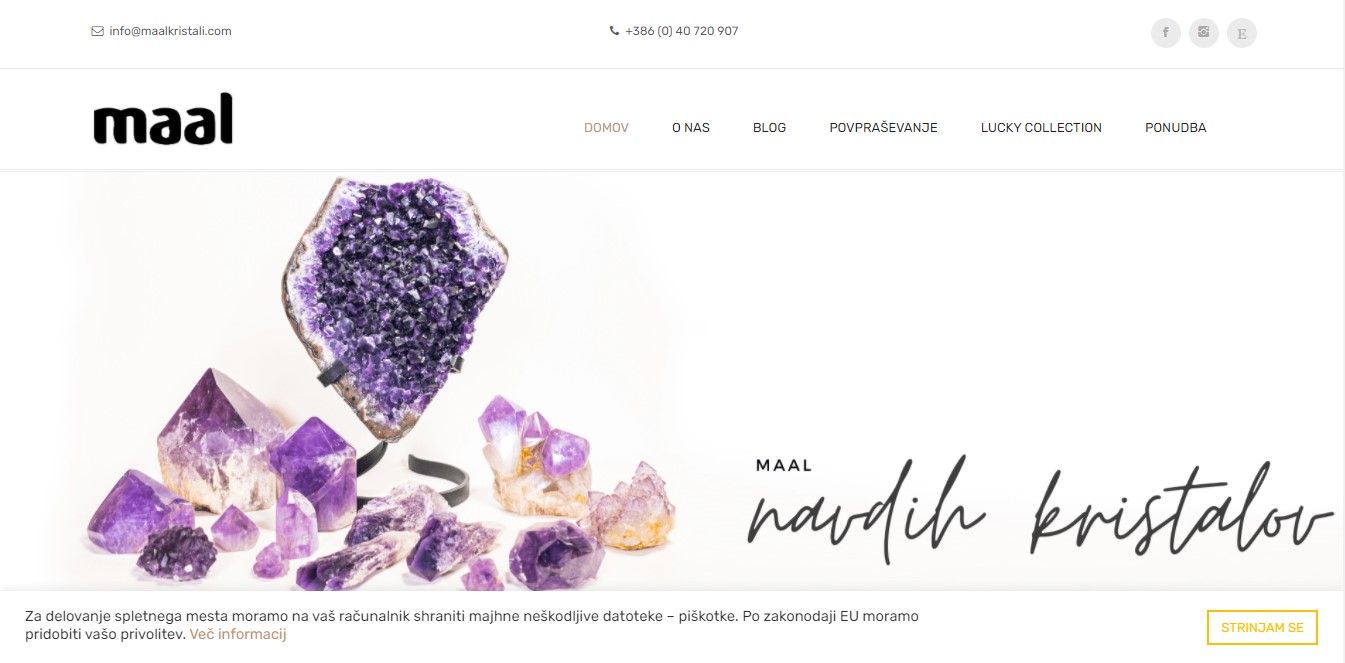 info@maalkristali.com
+386 (0) 40 720 907
f
E
maal
DOMOV
O NAS
BLOG
POVPRAŠEVANJE
LUCKY COLLECTION
PONUDBA
MAAL
navdih kristalov
Za delovanje spletnega mesta moramo na vaš računalnik shraniti majhne neškodljive datoteke – piškotke. Po zakonodaji EU moramo
pridobiti vašo privolitev. Več informacij
STRINJAM SE